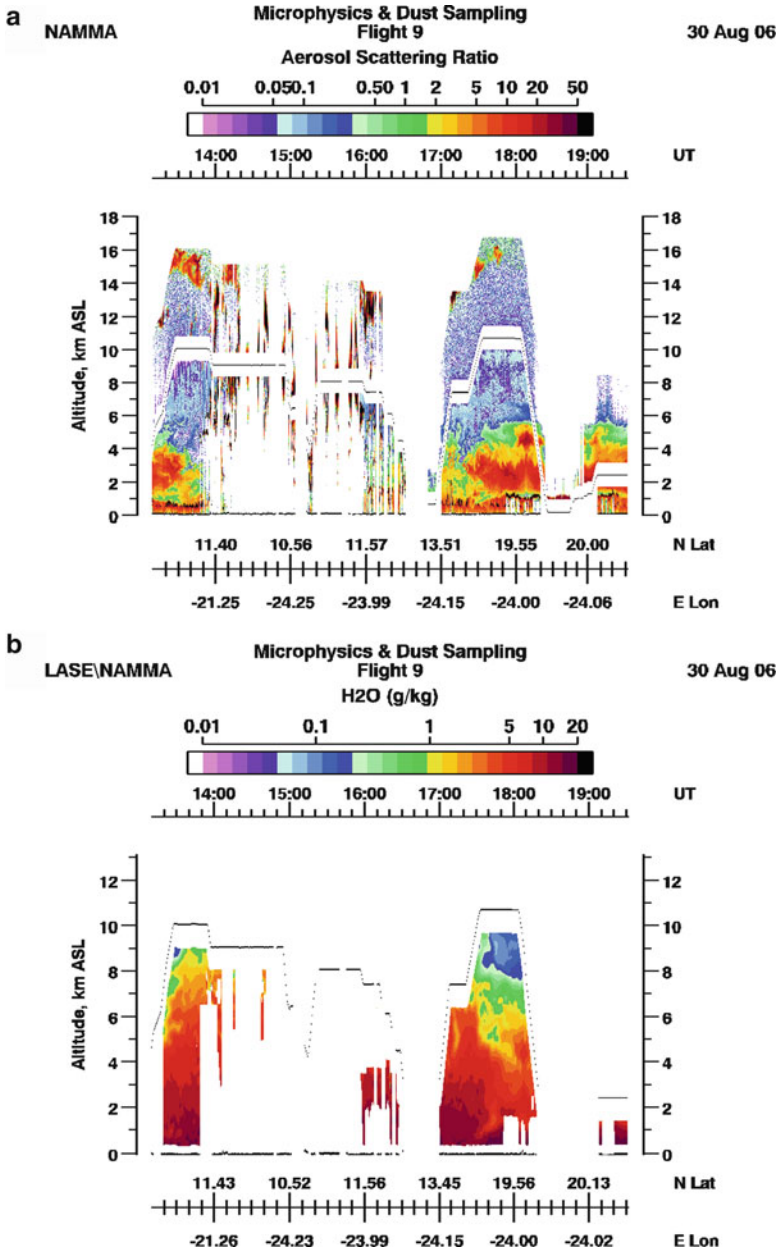 a
Microphysics & Dust Sampling
NAMMA Flight 9 30 Aug 06
Aerosol Scattering Ratio
0.01 0.050.1 0.50 1 2 5 10 20 50
14:00 15:00 16:00 17:00 18:00 19:00 UT
Altitude, km ASL
18 18
16 16
14 14
12 12
10 10
8 8
6 6
4 4
2 2
0 0
11.40 10.56 11.57 13.51 19.55 20.00 N Lat
-21.25 -24.25 -23.99 -24.15 -24.00 -24.06 E Lon
b
Microphysics & Dust Sampling
LASE\NAMMA Flight 9 30 Aug 06
H2O (g/kg)
0.01 0.1 1 5 10 20
14:00 15:00 16:00 17:00 18:00 19:00 UT
Altitude, km ASL
12 12
10 10
8 8
6 6
4 4
2 2
0 0
11.43 10.52 11.56 13.45 19.56 20.13 N Lat
-21.26 -24.23 -23.99 -24.15 -24.00 -24.02 E Lon